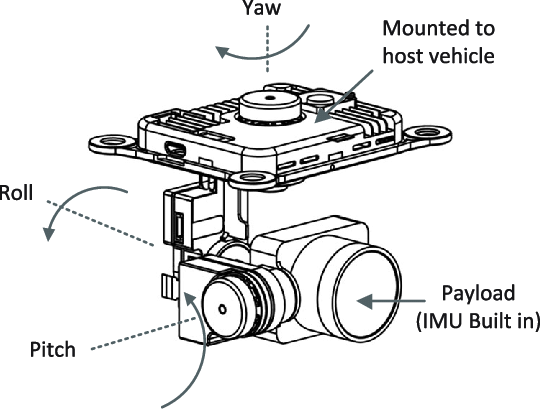 Yaw
Mounted to
host vehicle
Roll
Payload
(IMU Built in)
Pitch